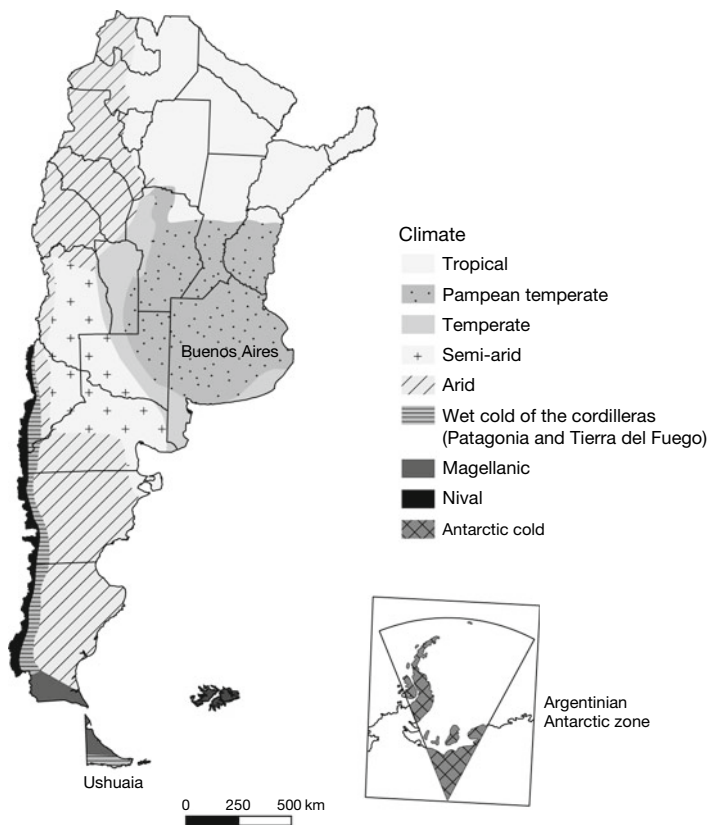 Climate
Tropical
Pampean temperate
Temperate
Semi-arid
Arid
Wet cold of the cordilleras
(Patagonia and Tierra del Fuego)
Magellanic
Nival
Antarctic cold
Buenos Aires
Argentinian
Antarctic zone
Ushuaia
0 250 500 km